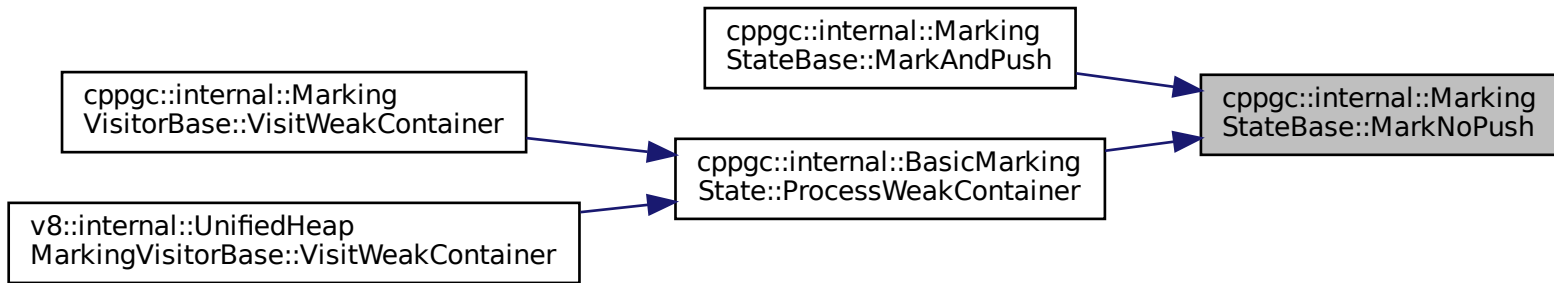 cppgc::internal::Marking
StateBase::MarkAndPush
cppgc::internal::Marking
VisitorBase::VisitWeakContainer
cppgc::internal::Marking
StateBase::MarkNoPush
cppgc::internal::BasicMarking
State::ProcessWeakContainer
v8::internal::UnifiedHeap
MarkingVisitorBase::VisitWeakContainer